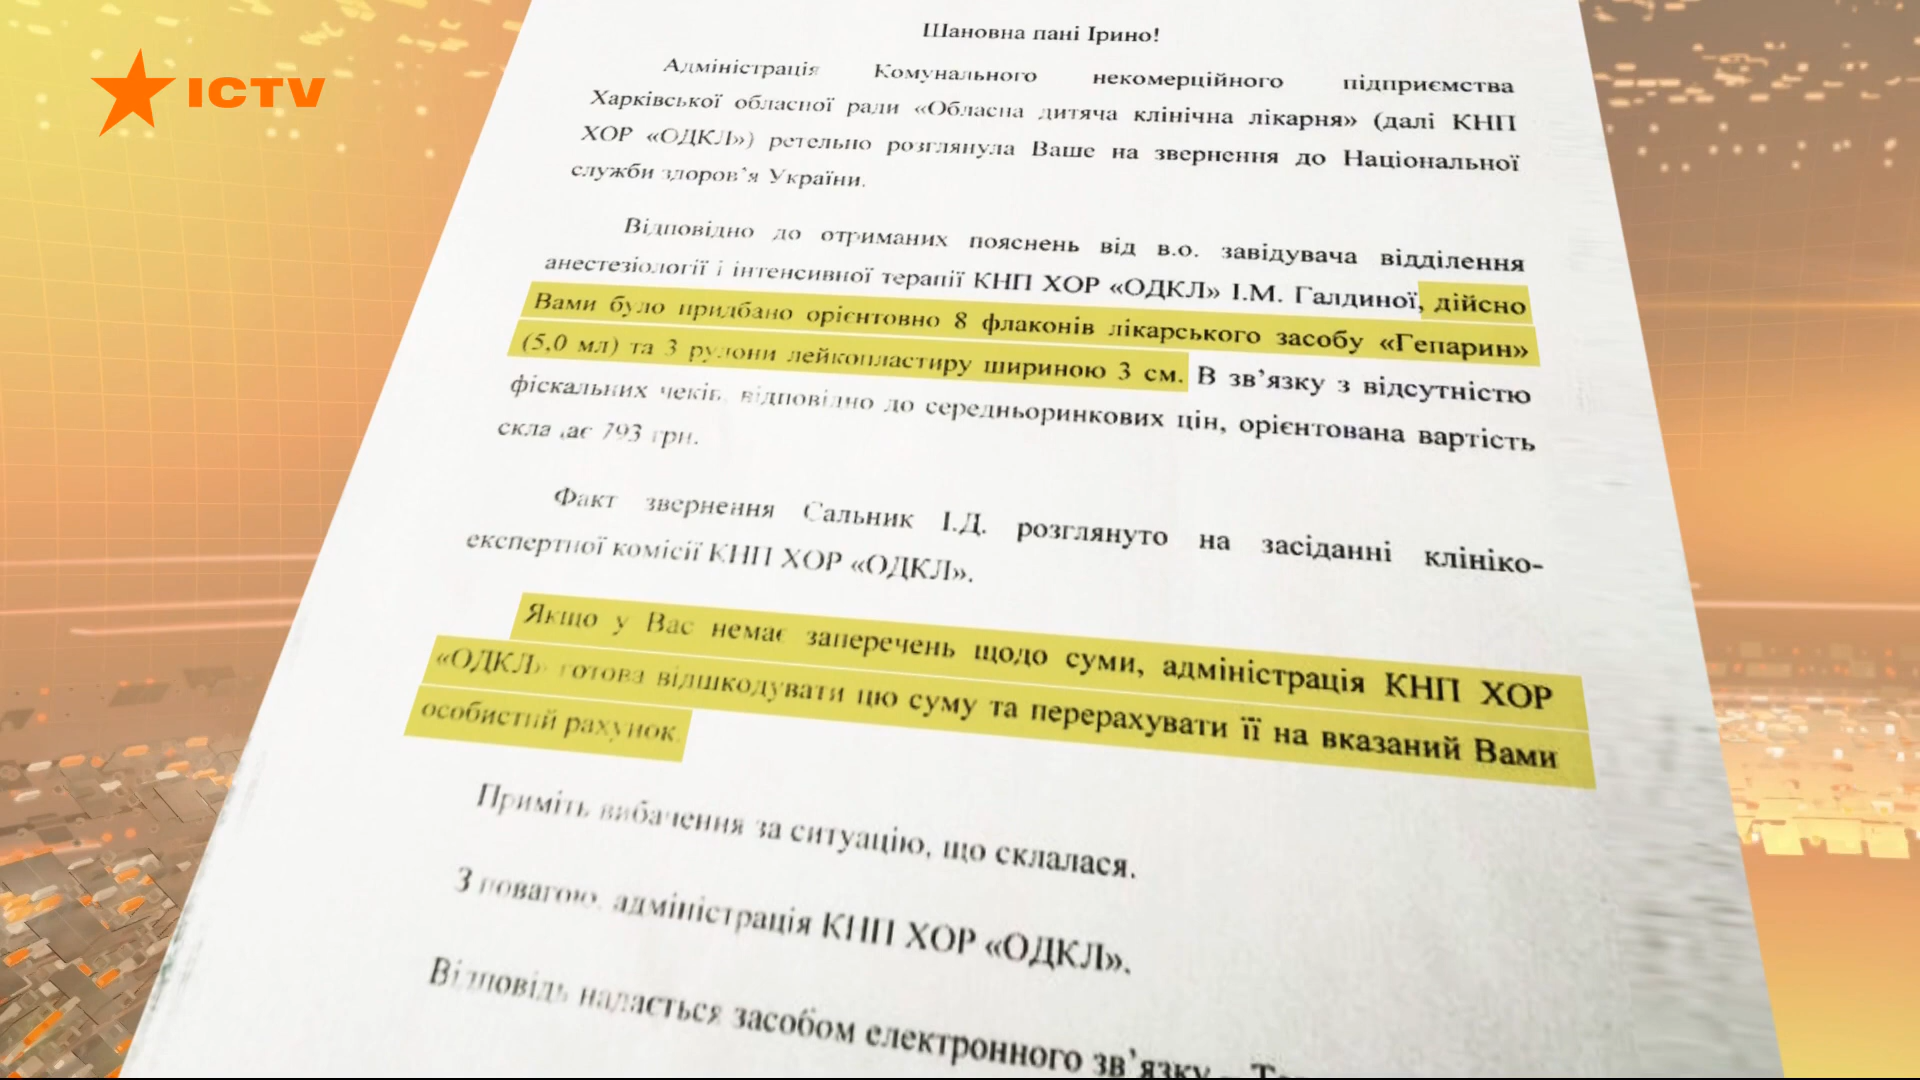 ICTV
Шановна пані Ірино!
Адміністрація Комунального некомерційного підприємства
Харківської обласної ради «Обласна дитяча клінічна лікарня» (далі КНП
ХОР «ОДКЛ») ретельно розглянула Ваше на звернення до Національної
служби здоров’я України.
Відповідно до отриманих пояснень від в.о. завідувача відділення
анестезіології і інтенсивної терапії КНП ХОР «ОДКЛ» І.М. Галдиної, дійсно
Вами було придбано орієнтовно 8 флаконів лікарського засобу «Гепарин»
(5,0 мл) та 3 рулони лейкопластиру шириною 3 см. В зв’язку з відсутністю
фіскальних чеків, відповідно до середньоринкових цін, орієнтована вартість
складає 793 грн.
Факт звернення Сальник І.Д. розглянуто на засіданні клініко-
експертної комісії КНП ХОР «ОДКЛ».
Якщо у Вас немає заперечень щодо суми, адміністрація КНП ХОР
«ОДКЛ» готова відшкодувати цю суму та перерахувати її на вказаний Вами
особистий рахунок.
Приміть вибачення за ситуацію, що склалася.
З повагою, адміністрація КНП ХОР «ОДКЛ».
Відповідь надається засобом електронного зв’язку –